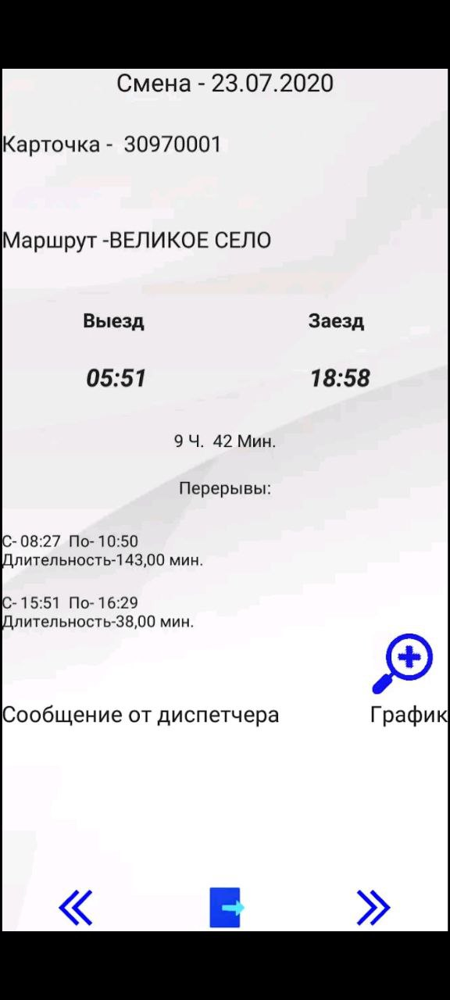 Смена - 23.07.2020
Карточка -  30970001
Маршрут -ВЕЛИКОЕ СЕЛО
Выезд Заезд
05:51 18:58
9 Ч.  42 Мин.
Перерывы:
С- 08:27  По- 10:50
Длительность-143,00 мин.
С- 15:51  По- 16:29
Длительность-38,00 мин.
Сообщение от диспетчера График